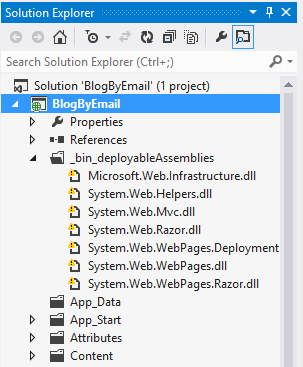 Solution Explorer
Search Solution Explorer (Ctrl+;)
Solution 'BlogByEmail' (1 project)
BlogByEmail
Properties
References
_bin_deployableAssemblies
Microsoft.Web.Infrastructure.dll
System.Web.Helpers.dll
System.Web.Mvc.dll
System.Web.Razor.dll
System.Web.WebPages.Deployment
System.Web.WebPages.dll
System.Web.WebPages.Razor.dll
App_Data
App_Start
Attributes
Content